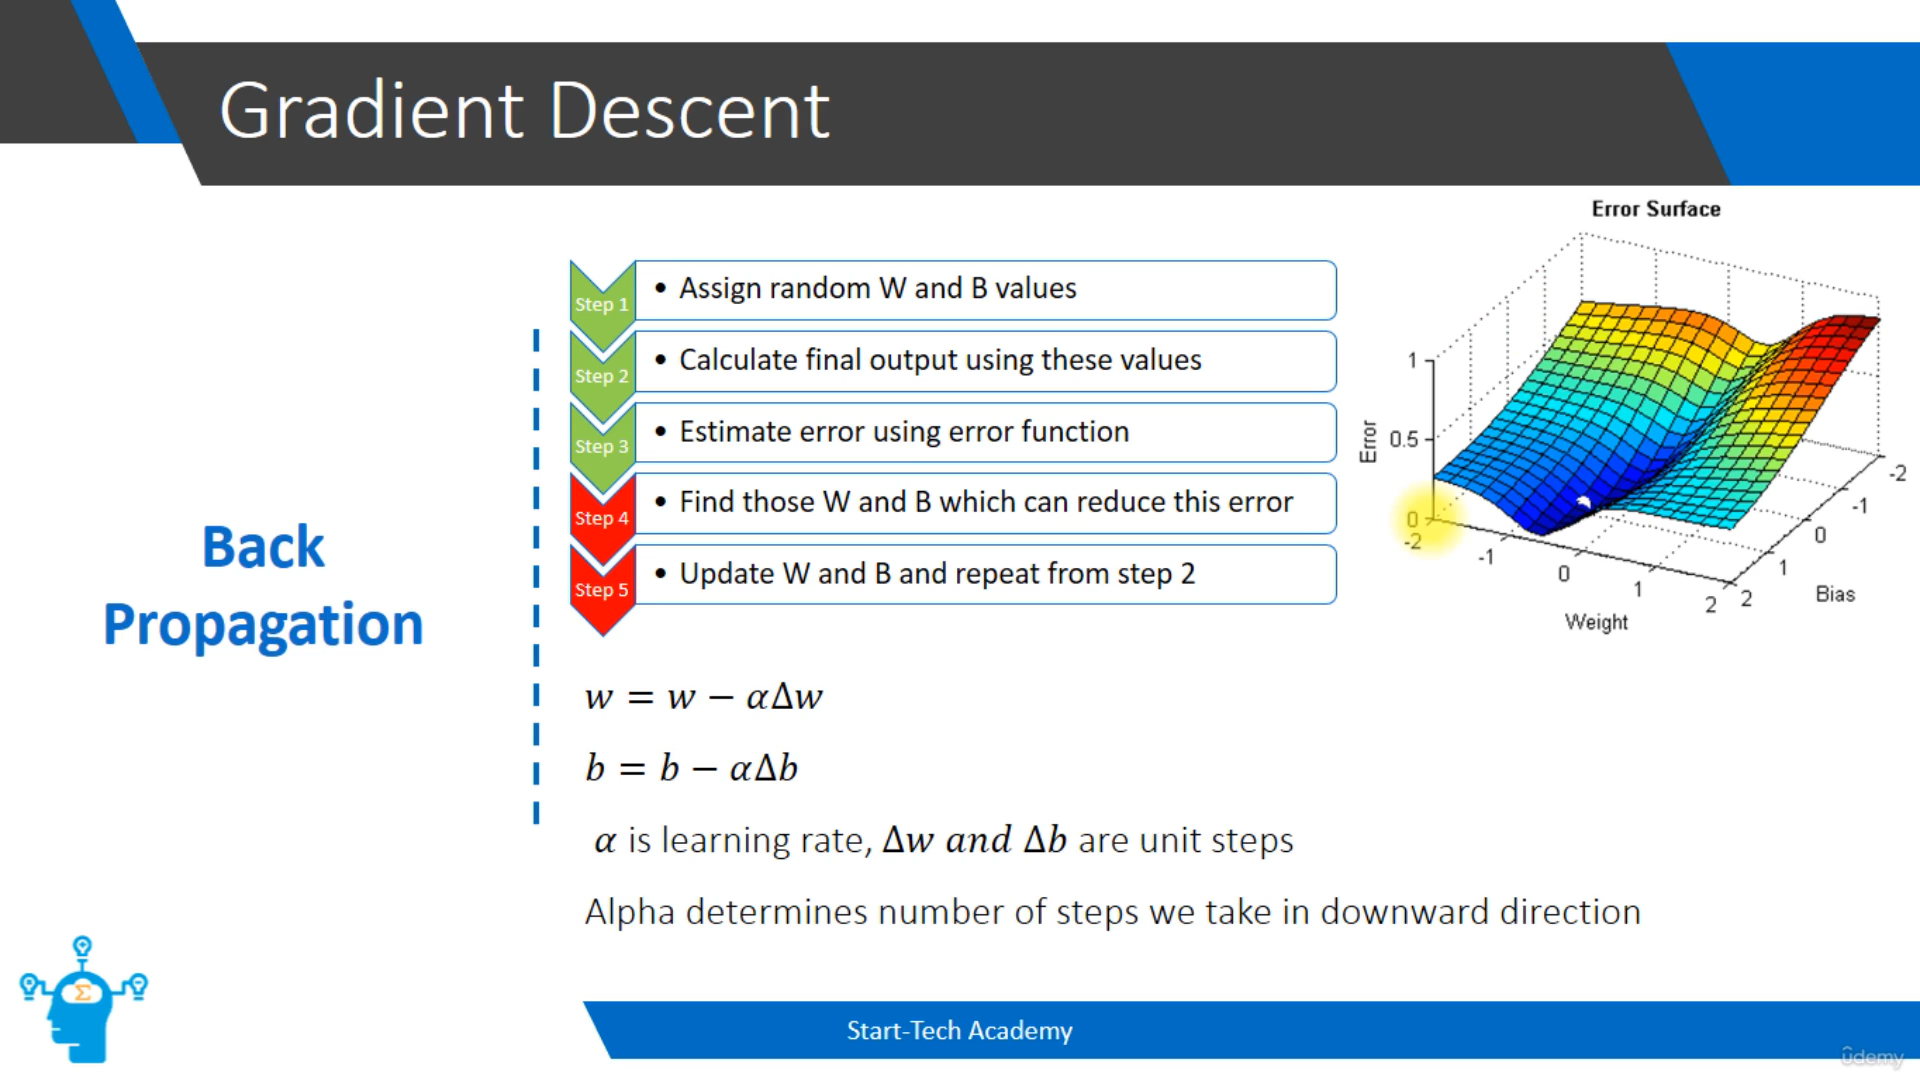 Gradient Descent
Back
Propagation
Step 1
• Assign random W and B values
Step 2
• Calculate final output using these values
Step 3
• Estimate error using error function
Step 4
• Find those W and B which can reduce this error
Step 5
• Update W and B and repeat from step 2
w = w − αΔw
b = b − αΔb
α is learning rate, Δw and Δb are unit steps
Alpha determines number of steps we take in downward direction
Error Surface
Error
1
0.5
0
-2
-1
0
1
2
Weight
2
1
0
-1
-2
Bias
Σ
Start-Tech Academy
ûdemy